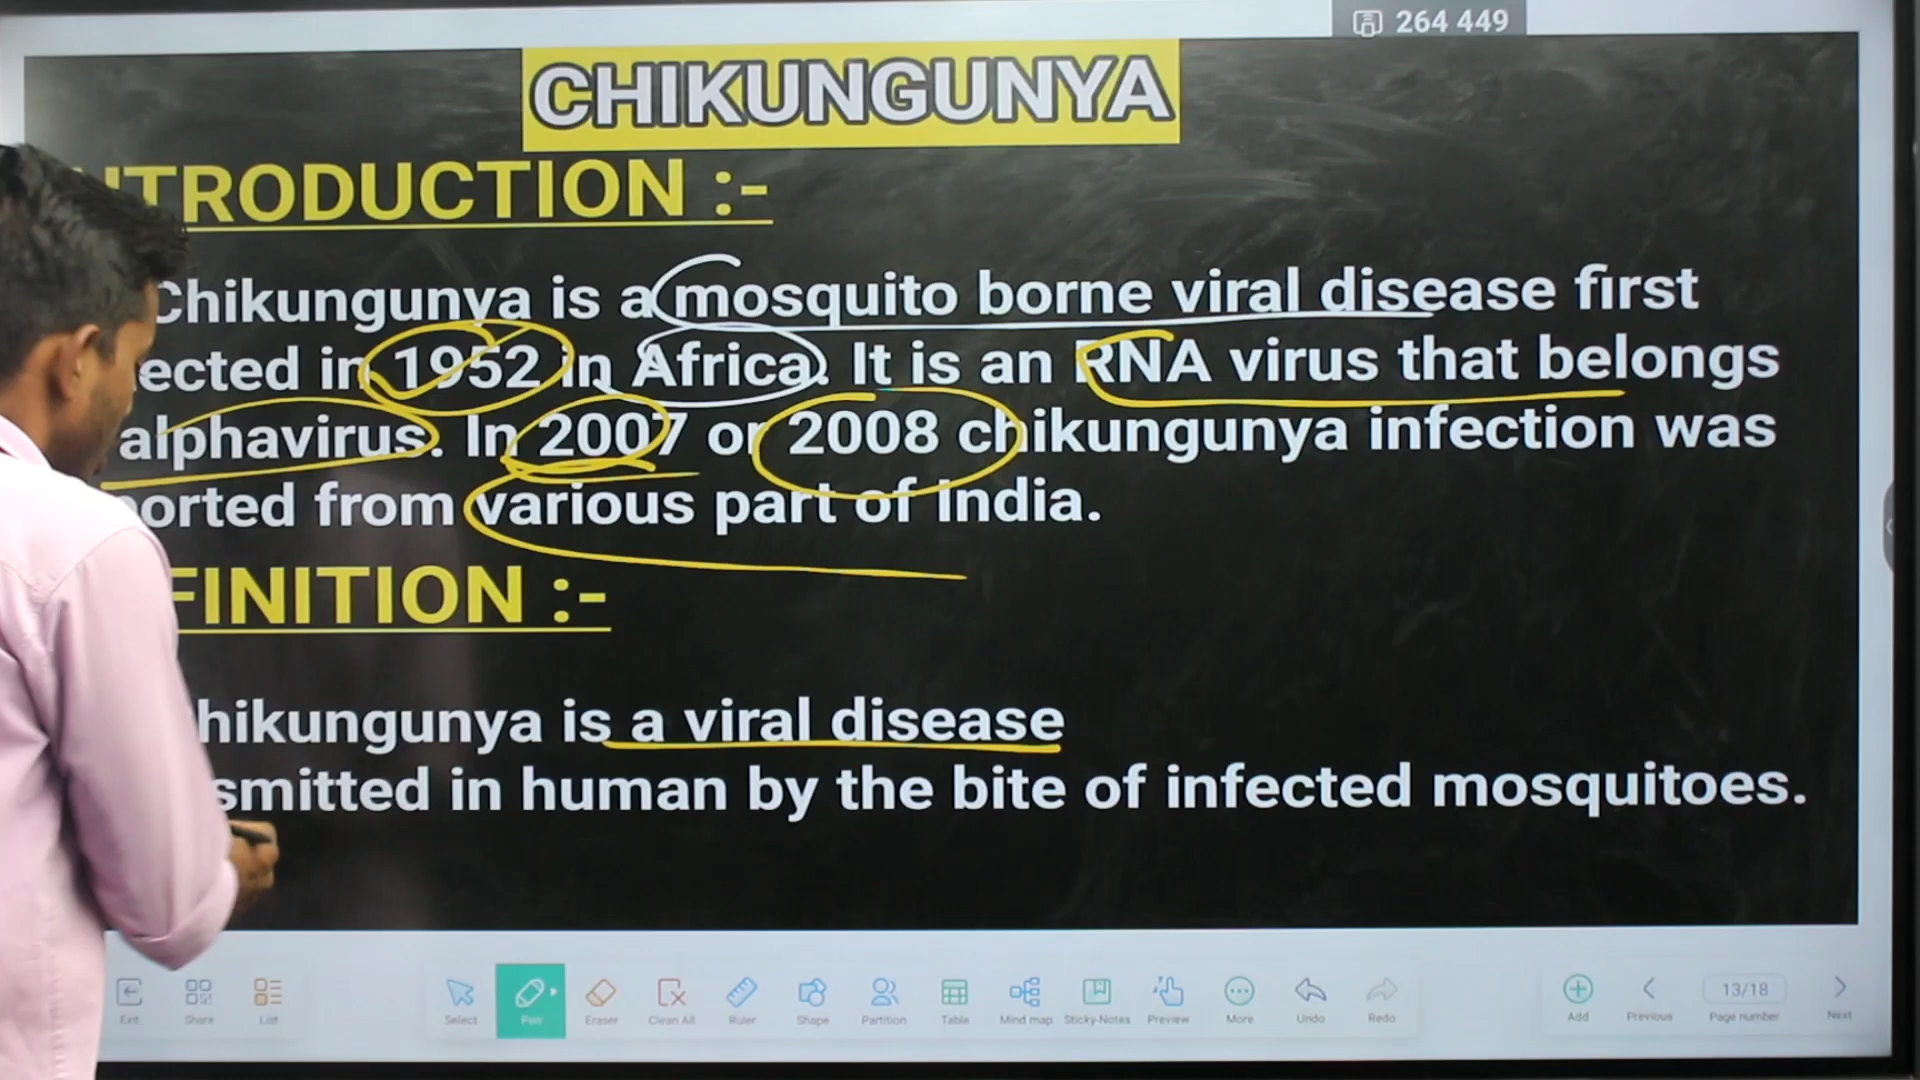 264 449
CHIKUNGUNYA
INTRODUCTION :-
Chikungunya is a mosquito borne viral disease first
ected in 1952 in Africa. It is an RNA virus that belongs
alphavirus. In 2007 or 2008 chikungunya infection was
orted from various part of India.
FINITION :-
hikungunya is a viral disease
smitted in human by the bite of infected mosquitoes.
Exit Share List Select Pen Eraser Clean All Ruler Shape Partition Table Mind map Sticky-Notes Preview More Undo Redo Add Previous 13/18 Page number Next